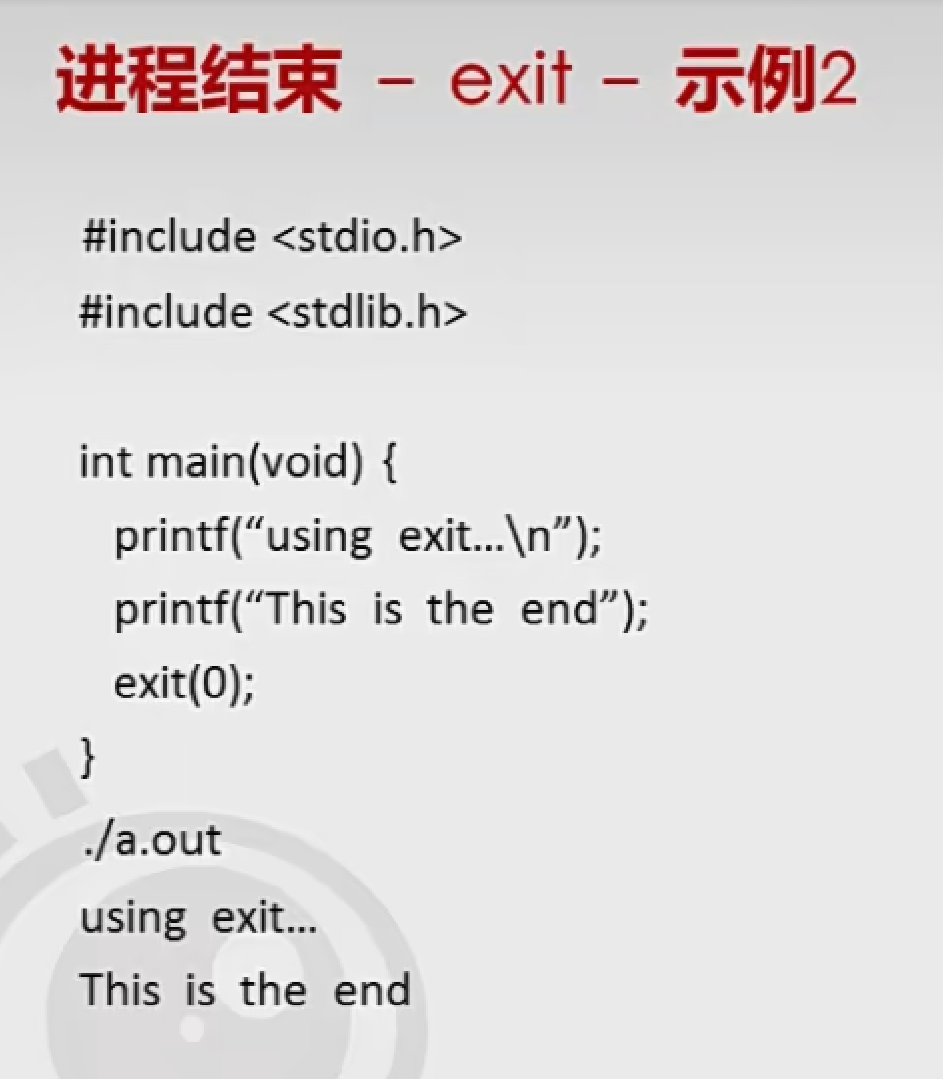 进程结束 – exit – 示例2
#include <stdio.h>
#include <stdlib.h>
int main(void) {
printf(“using exit...\n”);
printf(“This is the end”);
exit(0);
}
./a.out
using exit...
This is the end